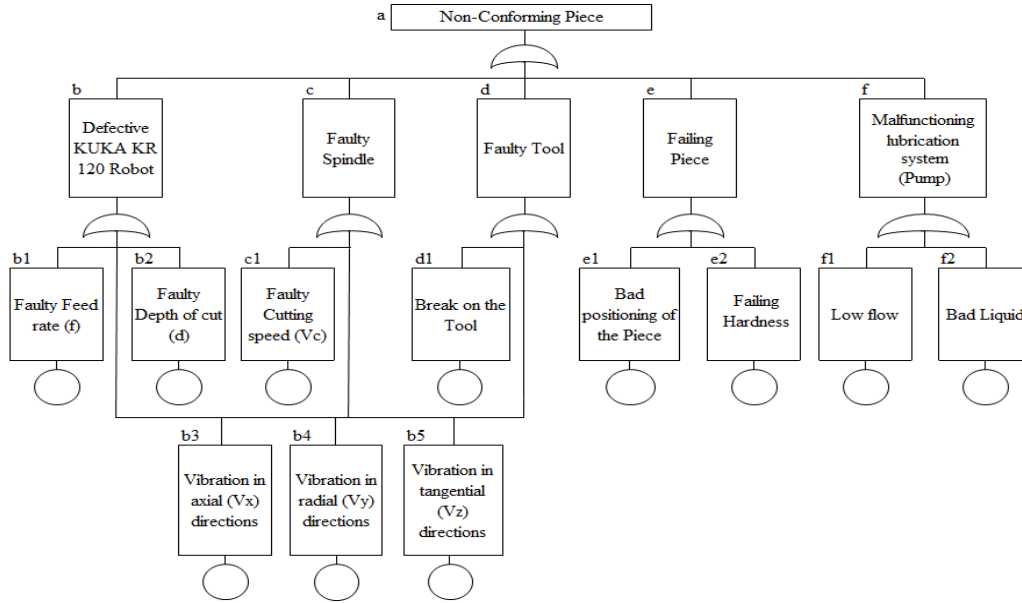 a
Non-Conforming Piece
b
Defective
KUKA KR
120 Robot
c
Faulty
Spindle
d
Faulty Tool
e
Failing
Piece
f
Malfunctioning
lubrication
system
(Pump)
b1
Faulty Feed
rate (f)
b2
Faulty
Depth of cut
(d)
c1
Faulty
Cutting
speed (Vc)
d1
Break on the
Tool
e1
Bad
positioning of
the Piece
e2
Failing
Hardness
f1
Low flow
f2
Bad Liquid
b3
Vibration in
axial (Vx)
directions
b4
Vibration in
radial (Vy)
directions
b5
Vibration in
tangential
(Vz)
directions